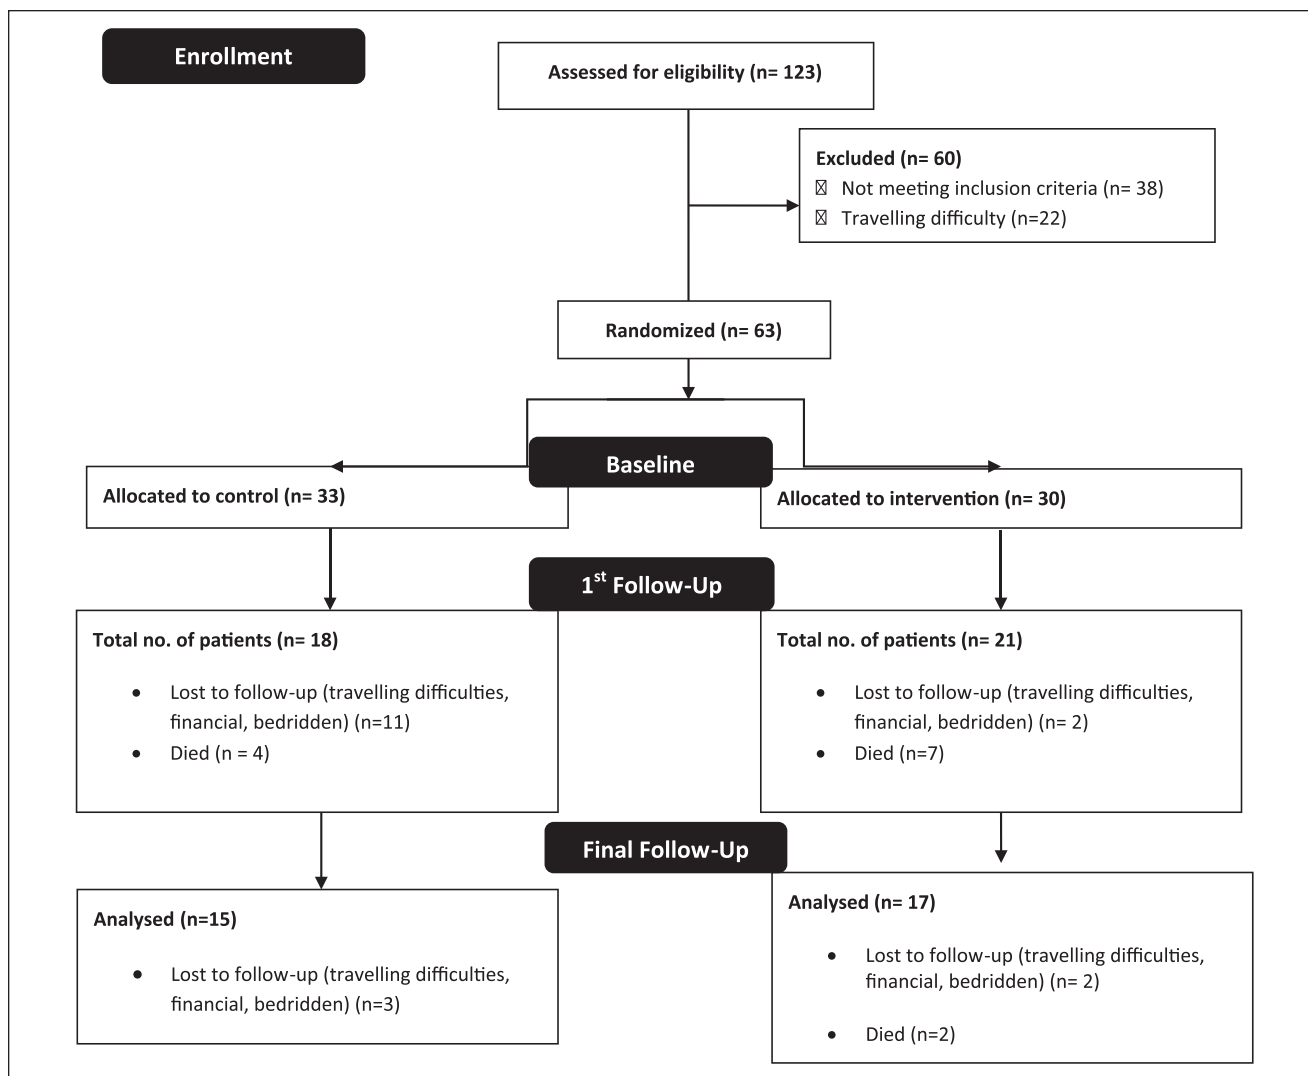 Enrollment
Assessed for eligibility (n= 123)
Excluded (n= 60)
Not meeting inclusion criteria (n= 38)
Travelling difficulty (n=22)
Randomized (n= 63)
Baseline
Allocated to control (n= 33)
Allocated to intervention (n= 30)
1st Follow-Up
Total no. of patients (n= 18)
• Lost to follow-up (travelling difficulties,
financial, bedridden) (n=11)
• Died (n = 4)
Total no. of patients (n= 21)
• Lost to follow-up (travelling difficulties,
financial, bedridden) (n= 2)
• Died (n=7)
Final Follow-Up
Analysed (n=15)
• Lost to follow-up (travelling difficulties,
financial, bedridden) (n=3)
Analysed (n= 17)
• Lost to follow-up (travelling difficulties,
financial, bedridden) (n= 2)
• Died (n=2)